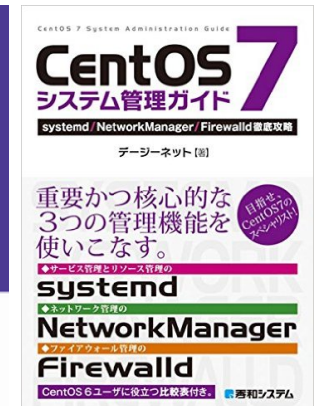 CentOS 7 System Administration Guide
CentOS 7
システム管理ガイド
systemd/NetworkManager/Firewalld徹底攻略
デージーネット【著】
重要かつ核心的な
3つの管理機能を
使いこなす。
目指せ、
CentOS7の
スペシャリスト!
◆サービス管理とリソース管理の
systemd
◆ネットワーク管理の
NetworkManager
◆ファイアウォール管理の
Firewalld
CentOS 6ユーザに役立つ比較表付き。
秀和システム